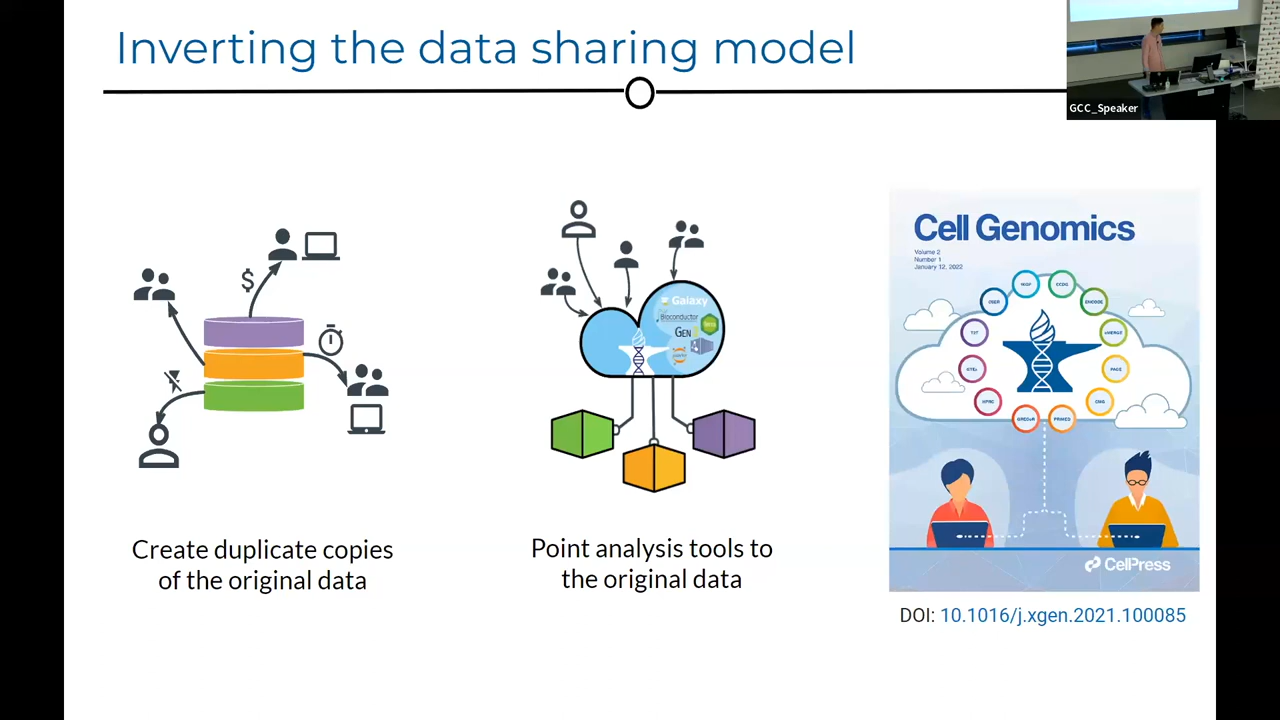 Inverting the data sharing model
GCC_Speaker
$
Create duplicate copies
of the original data
Galaxy
Bioconductor
Point analysis tools to
the original data
Cell Genomics
Volume 2
Number 1
January 12, 2022
ENCODE
eMERGE
CellPress
DOI: 10.1016/j.xgen.2021.100085